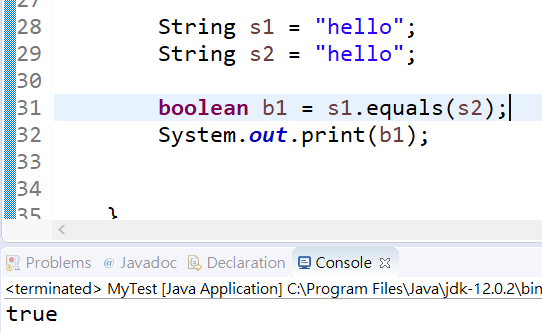 27
28 String s1 = "hello";
29 String s2 = "hello";
30
31 boolean b1 = s1.equals(s2);
32 System.out.print(b1);
33
34
35 }
Problems @ Javadoc Declaration Console
<terminated> MyTest [Java Application] C:\Program Files\Java\jdk-12.0.2\bin
true